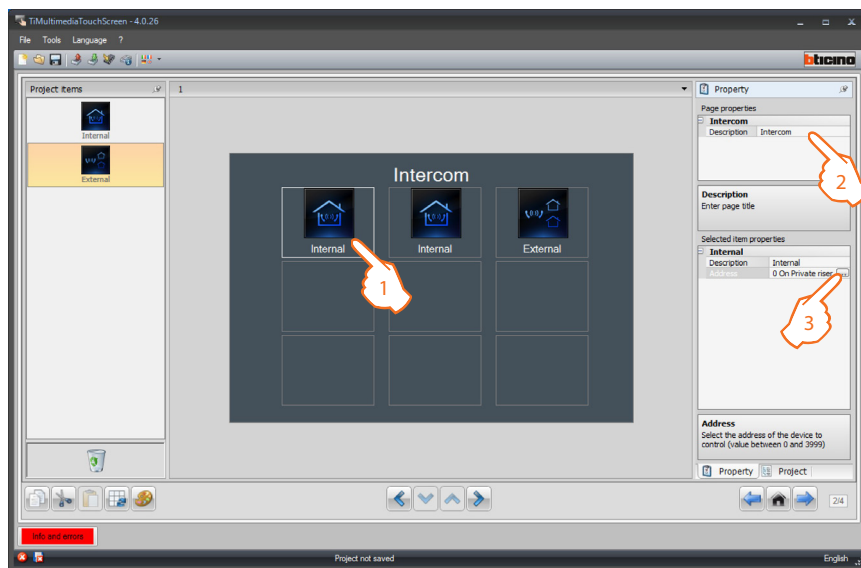 TiMultimediaTouchScreen - 4.0.26
File Tools Language ?
bticino
Project items
1
Property
Internal
External
Page properties
Intercom
Description Intercom
2
Description
Enter page title
Intercom
Internal Internal External
1
Selected item properties
Internal
Description Internal
Address 0 On Private riser ...
3
Address
Select the address of the device to
control (value between 0 and 3999)
Property Project
2/4
Info and errors
Project not saved English